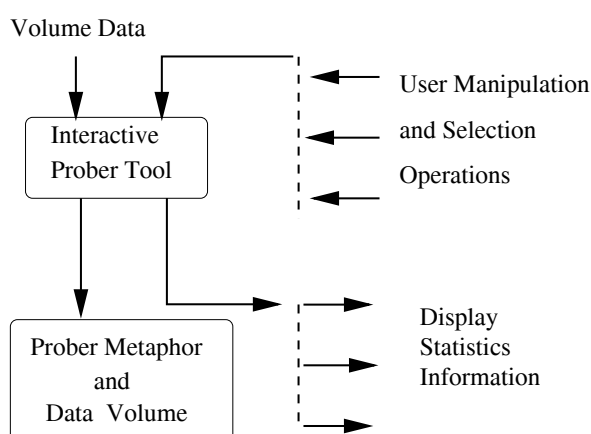 Volume Data
User Manipulation
and Selection
Operations
Interactive
Prober Tool
Prober Metaphor
and
Data Volume
Display
Statistics
Information